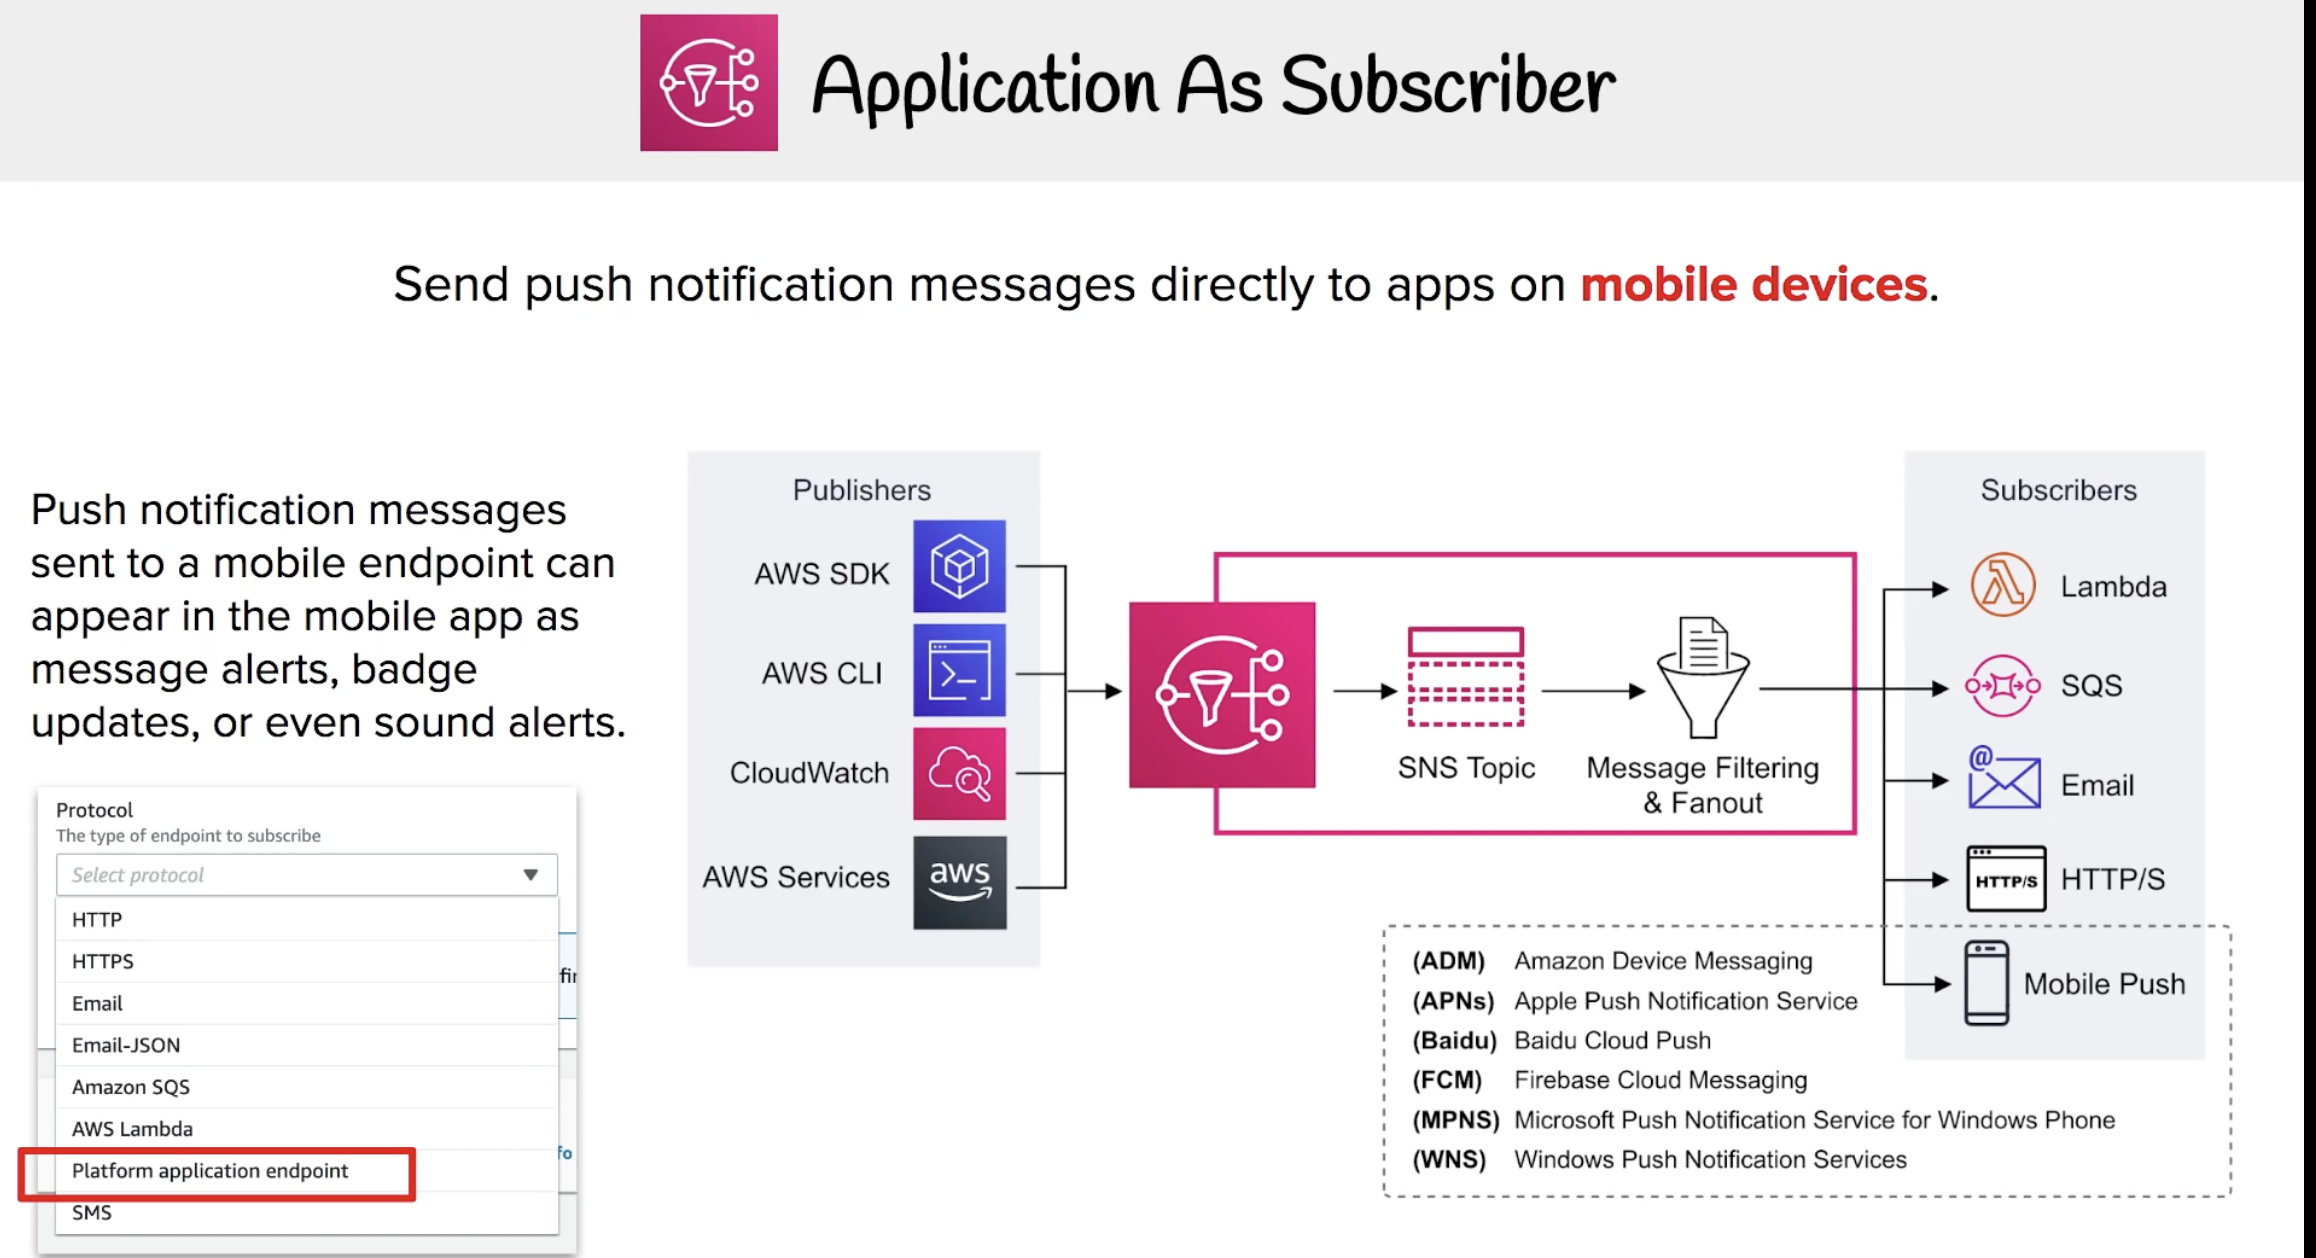 Application As Subscriber
Send push notification messages directly to apps on mobile devices.
Push notification messages
sent to a mobile endpoint can
appear in the mobile app as
message alerts, badge
updates, or even sound alerts.
Protocol
The type of endpoint to subscribe
Select protocol
HTTP
HTTPS
Email
Email-JSON
Amazon SQS
AWS Lambda
Platform application endpoint
SMS
Publishers
AWS SDK
AWS CLI
CloudWatch
AWS Services
aws
SNS Topic
Message Filtering
& Fanout
Subscribers
Lambda
SQS
@
Email
HTTP/S
HTTP/S
Mobile Push
(ADM) Amazon Device Messaging
(APNs) Apple Push Notification Service
(Baidu) Baidu Cloud Push
(FCM) Firebase Cloud Messaging
(MPNS) Microsoft Push Notification Service for Windows Phone
(WNS) Windows Push Notification Services